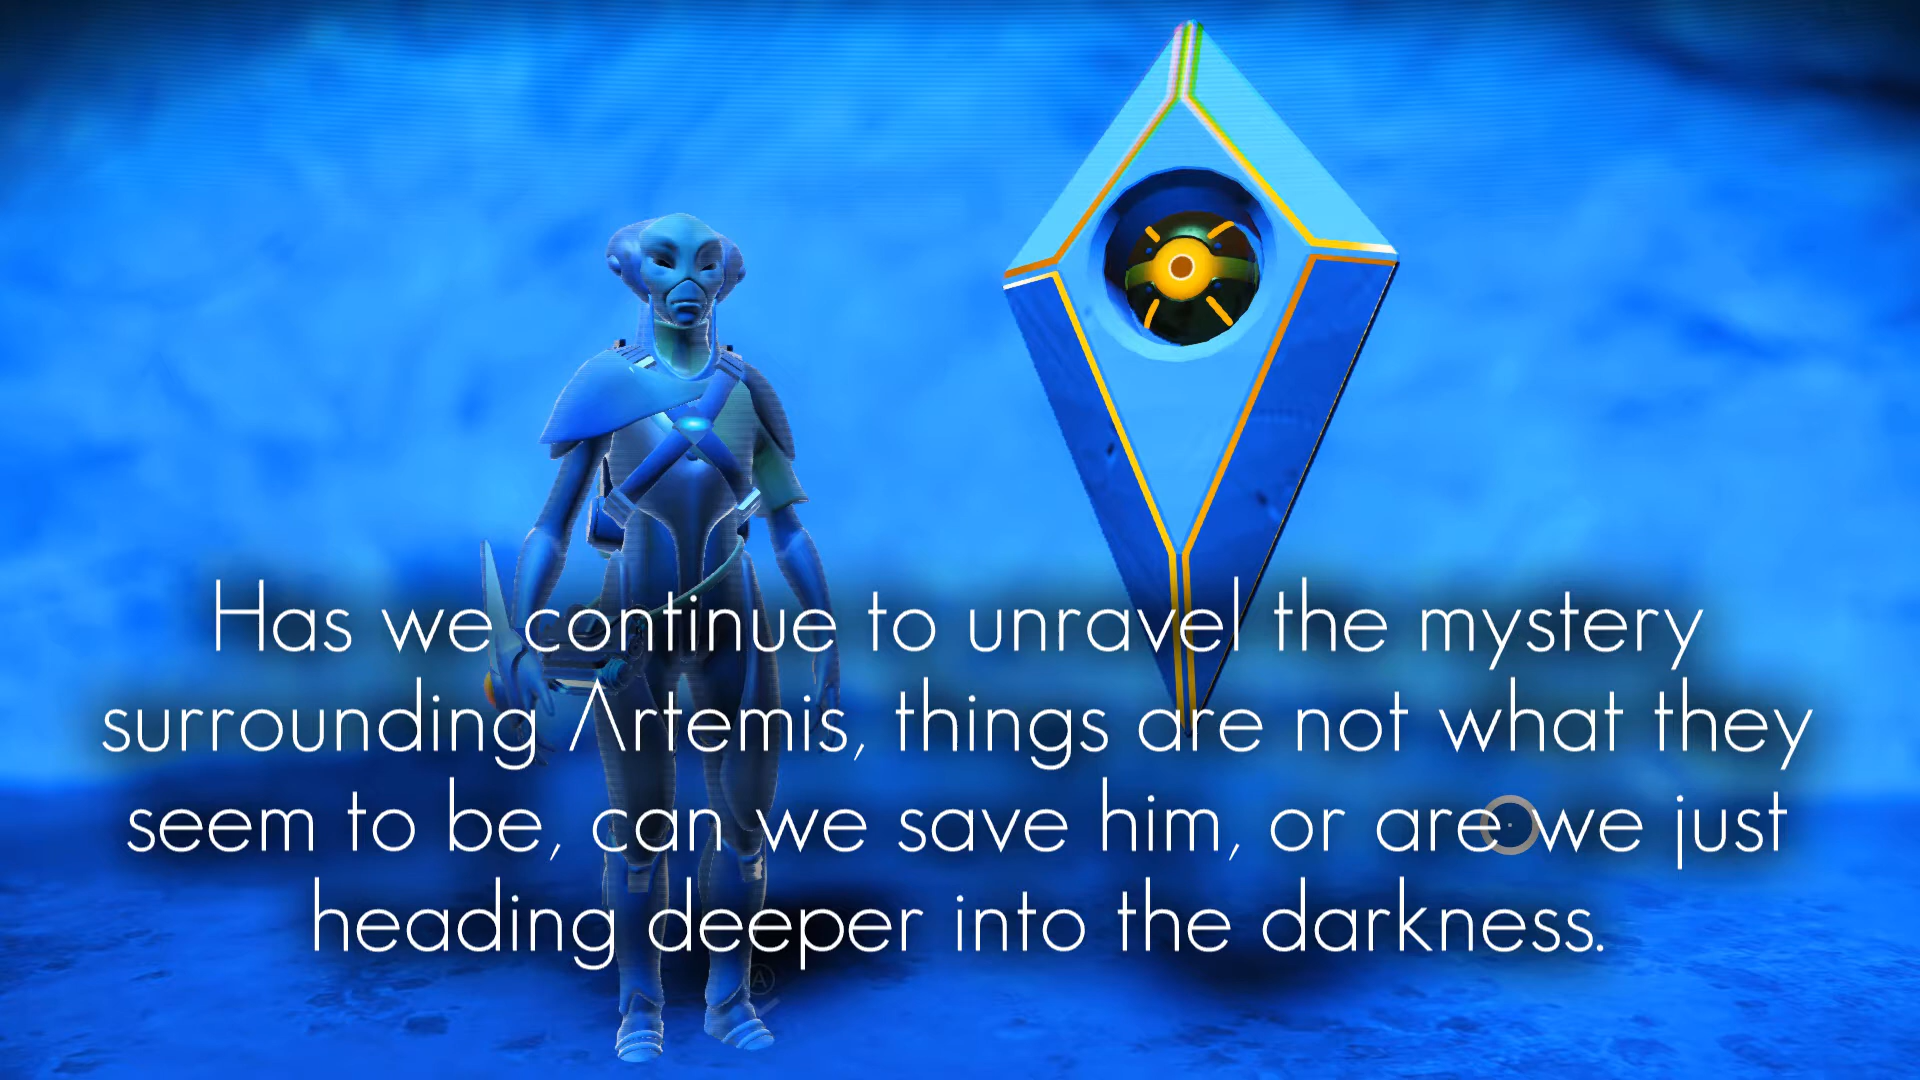 Has we continue to unravel the mystery
surrounding Artemis, things are not what they
seem to be, can we save him, or are we just
heading deeper into the darkness.
A